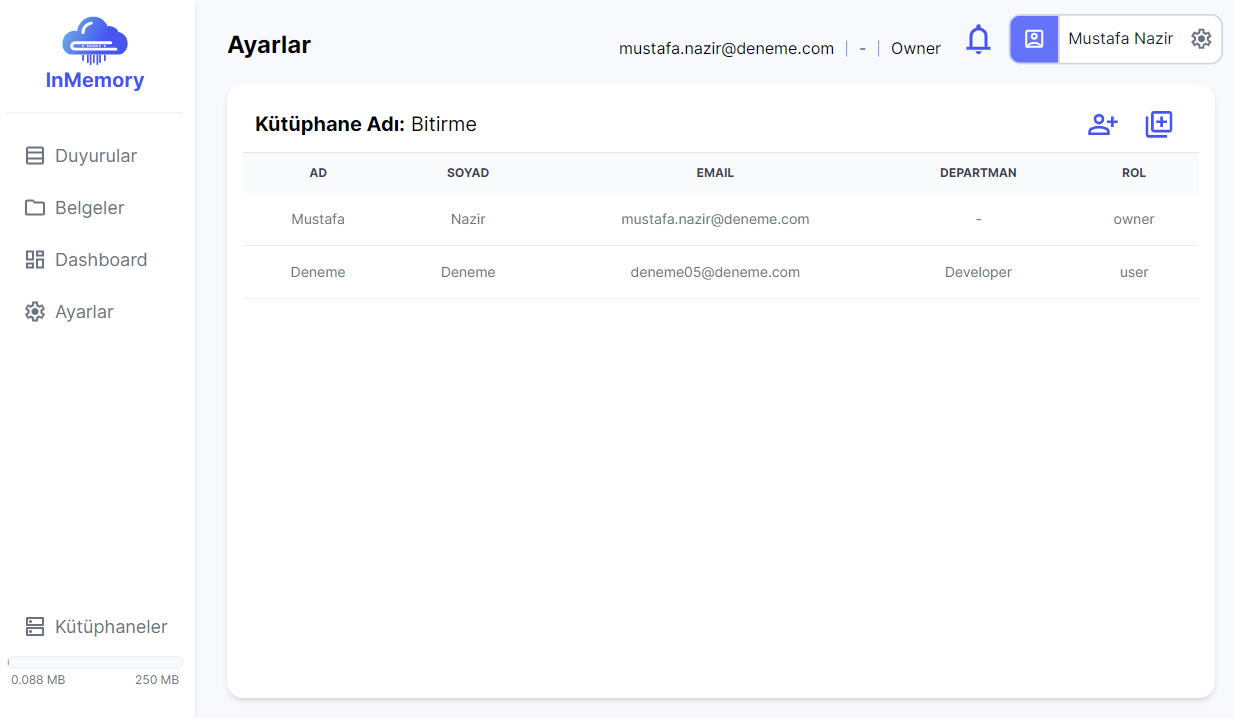 InMemory
Duyurular
Belgeler
Dashboard
Ayarlar
Kütüphaneler
0.088 MB 250 MB
Ayarlar
mustafa.nazir@deneme.com | - | Owner
Mustafa Nazir
Kütüphane Adı: Bitirme
AD SOYAD EMAIL DEPARTMAN ROL
Mustafa Nazir mustafa.nazir@deneme.com - owner
Deneme Deneme deneme05@deneme.com Developer user